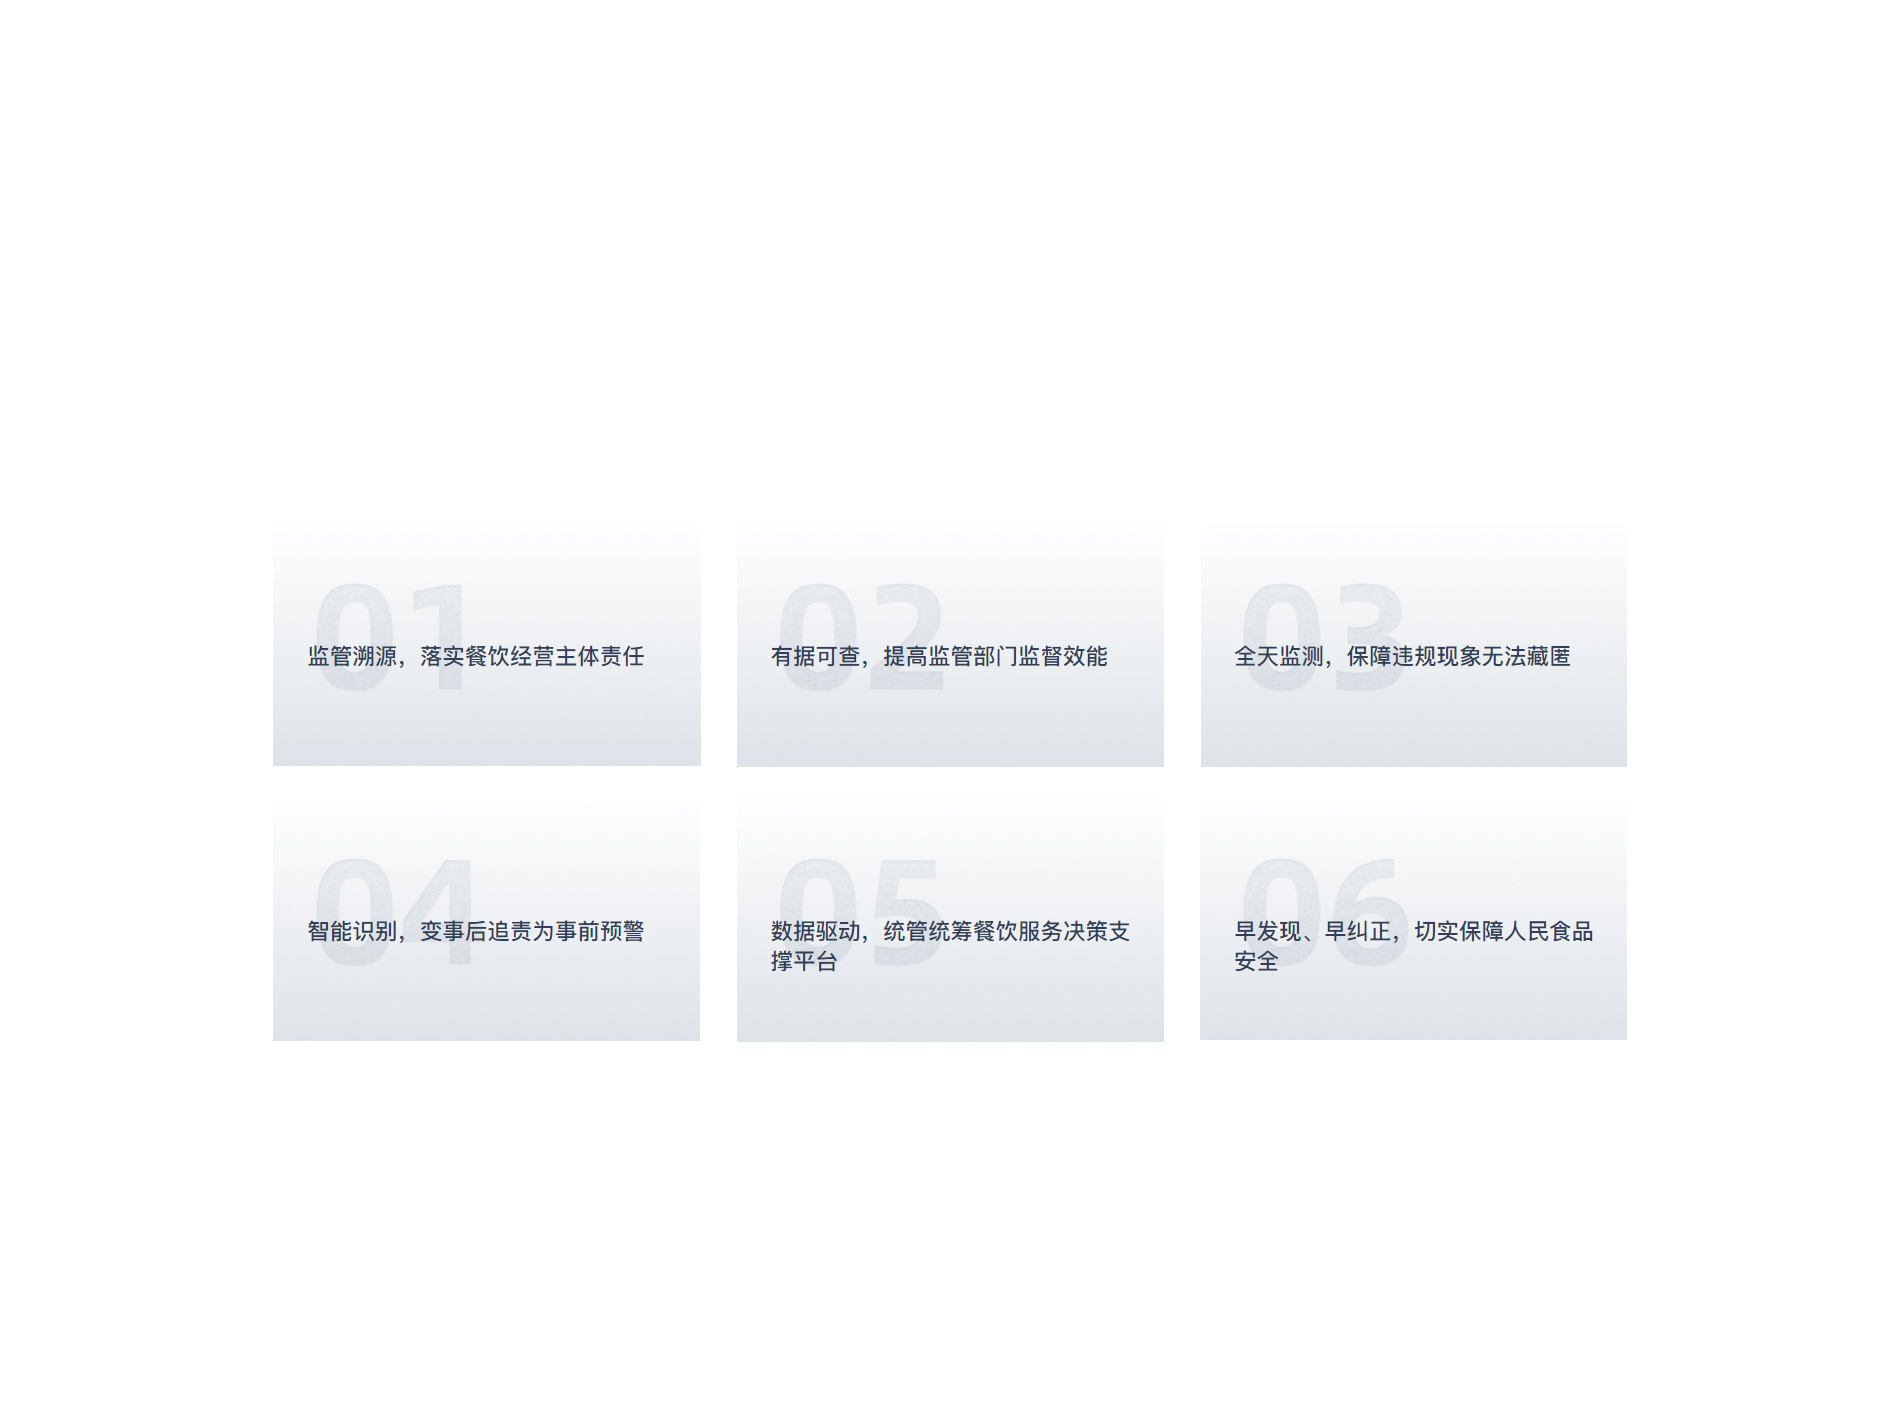 01
监管溯源，落实餐饮经营主体责任
02
有据可查，提高监管部门监督效能
03
全天监测，保障违规现象无法藏匿
04
智能识别，变事后追责为事前预警
05
数据驱动，统管统筹餐饮服务决策支
撑平台
06
早发现、早纠正，切实保障人民食品
安全